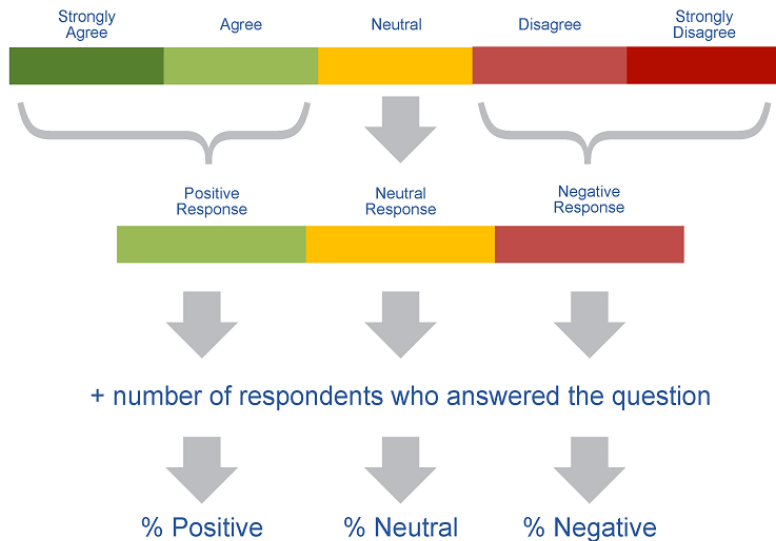 Strongly
Agree
Agree
Neutral
Disagree
Strongly
Disagree
Positive
Response
Neutral
Response
Negative
Response
+ number of respondents who answered the question
% Positive
% Neutral
% Negative